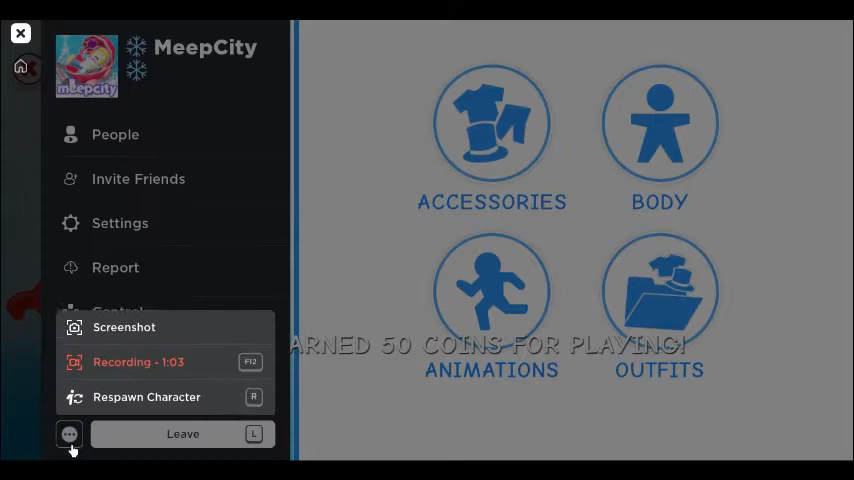 MeepCity
meepcity
People
Invite Friends
Settings
Report
Screenshot
Recording - 1:03 F12
Respawn Character R
Leave L
ACCESSORIES BODY
ARNED 50 COINS FOR PLAYING!
ANIMATIONS OUTFITS